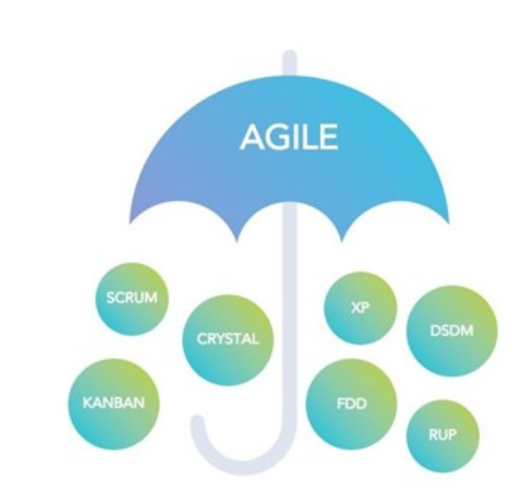 AGILE
SCRUM
CRYSTAL
XP
DSDM
KANBAN
FDD
RUP